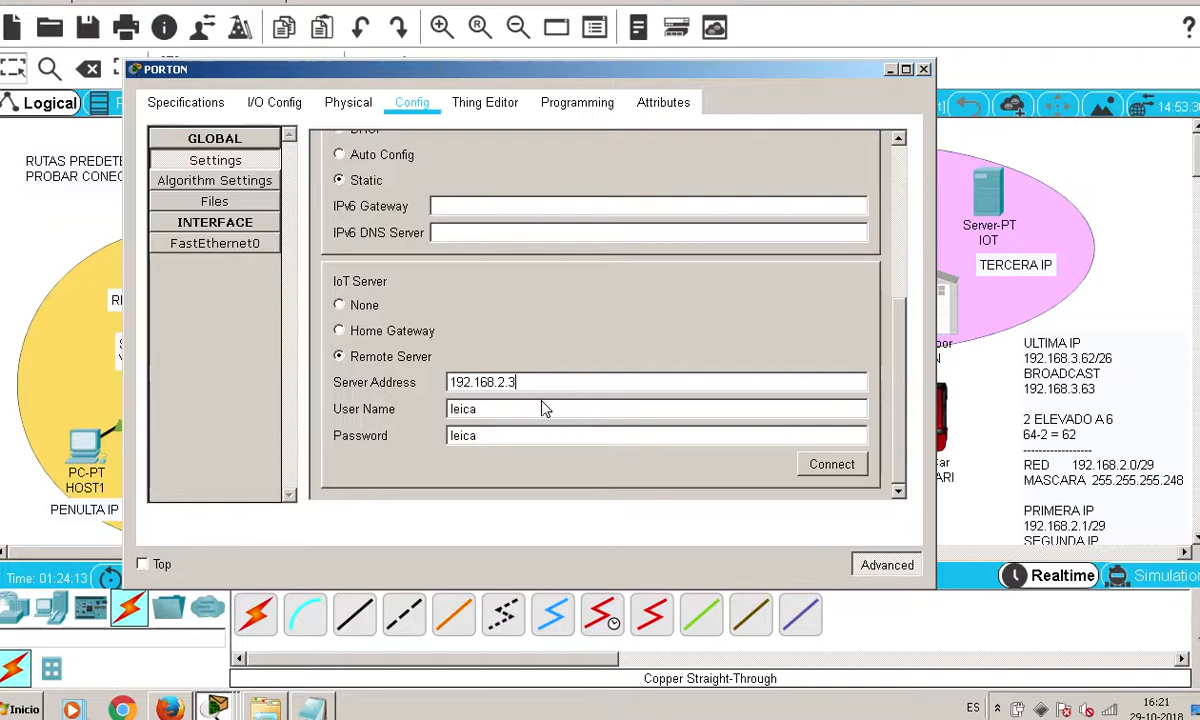 PORTON
Logical
14:53:3
Specifications
I/O Config
Physical
Config
Thing Editor
Programming
Attributes
RUTAS PREDETE
PROBAR CONEC
GLOBAL
Settings
Algorithm Settings
Files
INTERFACE
FastEthernet0
Auto Config
Static
IPv6 Gateway
IPv6 DNS Server
IoT Server
None
Home Gateway
Remote Server
Server Address 192.168.2.3
User Name leica
Password leica
Connect
Top
Advanced
PC-PT
HOST1
PENULTA IP
Server-PT
IOT
TERCERA IP
ULTIMA IP
192.168.3.62/26
BROADCAST
192.168.3.63
2 ELEVADO A 6
64-2 = 62
------------------
RED 192.168.2.0/29
MASCARA 255.255.255.248
PRIMERA IP
192.168.2.1/29
SEGUNDA IP
Time: 01:24:13
Realtime
Simulation
Copper Straight-Through
Inicio
ES
16:21
29-10-2018